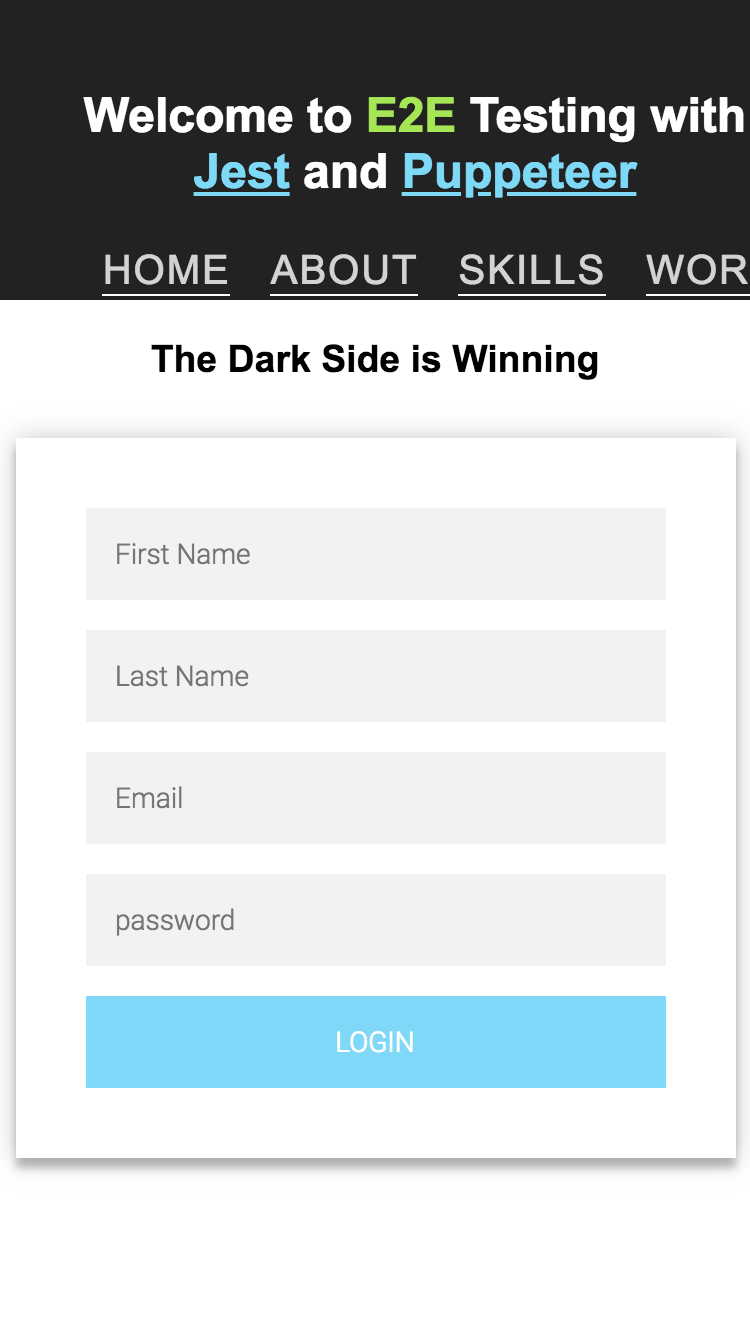 Welcome to E2E Testing with
Jest and Puppeteer
HOME ABOUT SKILLS WOR
The Dark Side is Winning
First Name
Last Name
Email
password
LOGIN